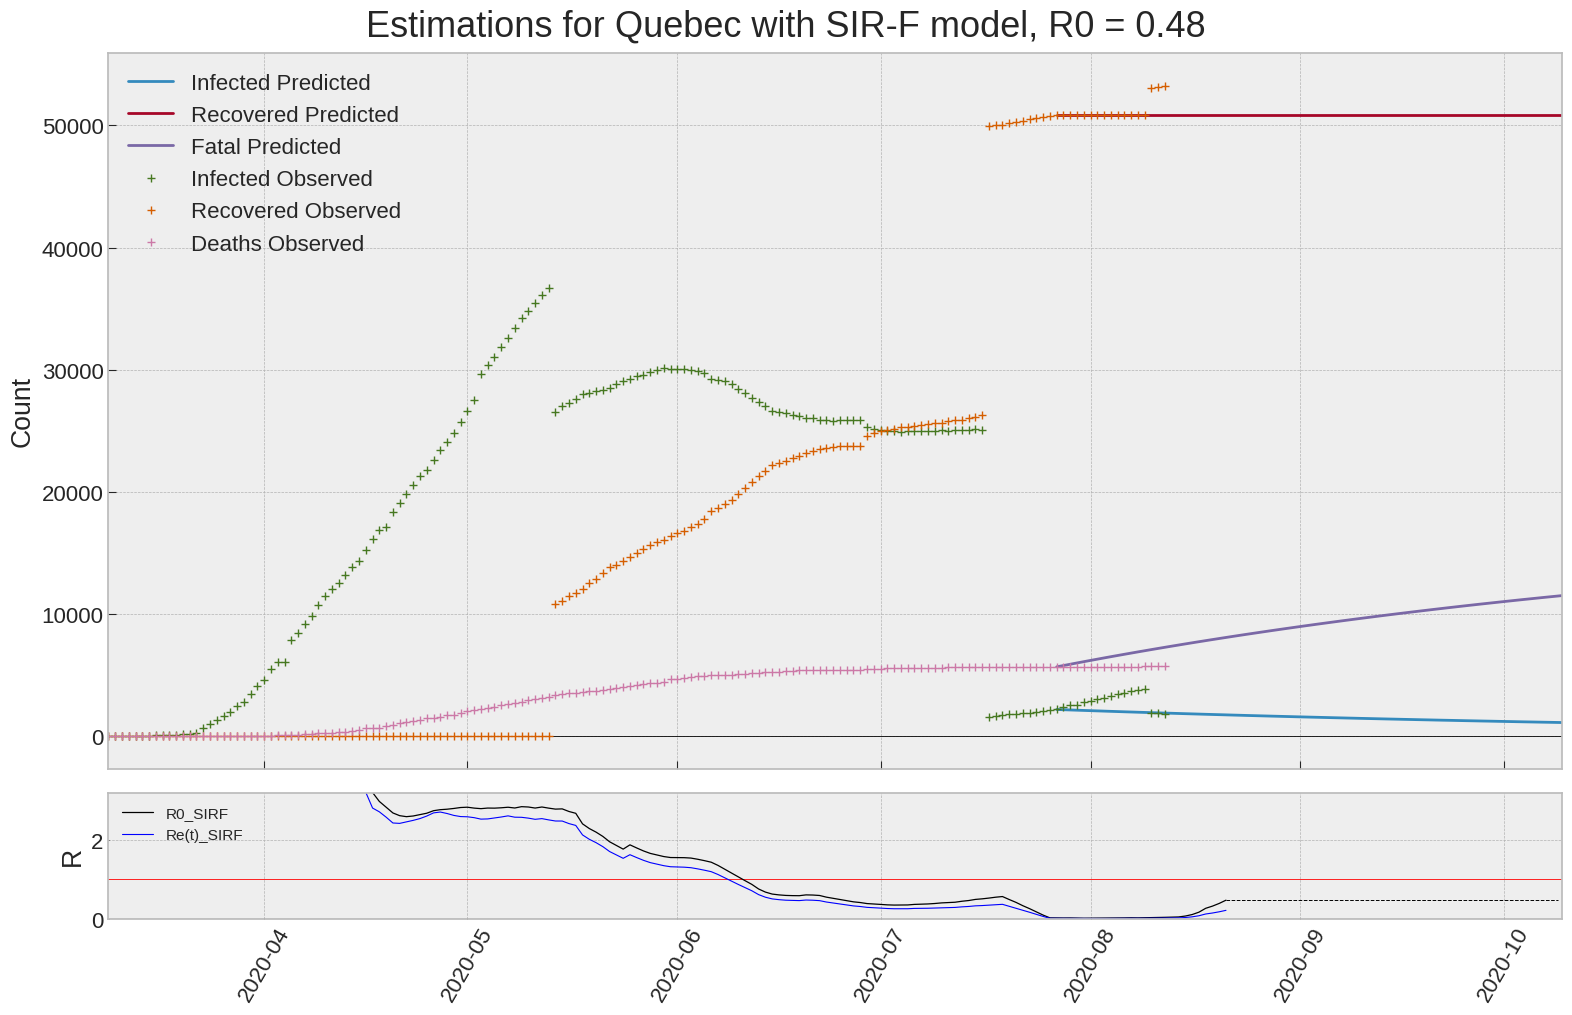 Estimations for Quebec with SIR-F model, R0 = 0.48
Infected Predicted
Recovered Predicted
Fatal Predicted
Infected Observed
Recovered Observed
Deaths Observed
50000
40000
30000
20000
10000
0
Count
R0_SIRF
Re(t)_SIRF
2
0
R
2020-04
2020-05
2020-06
2020-07
2020-08
2020-09
2020-10